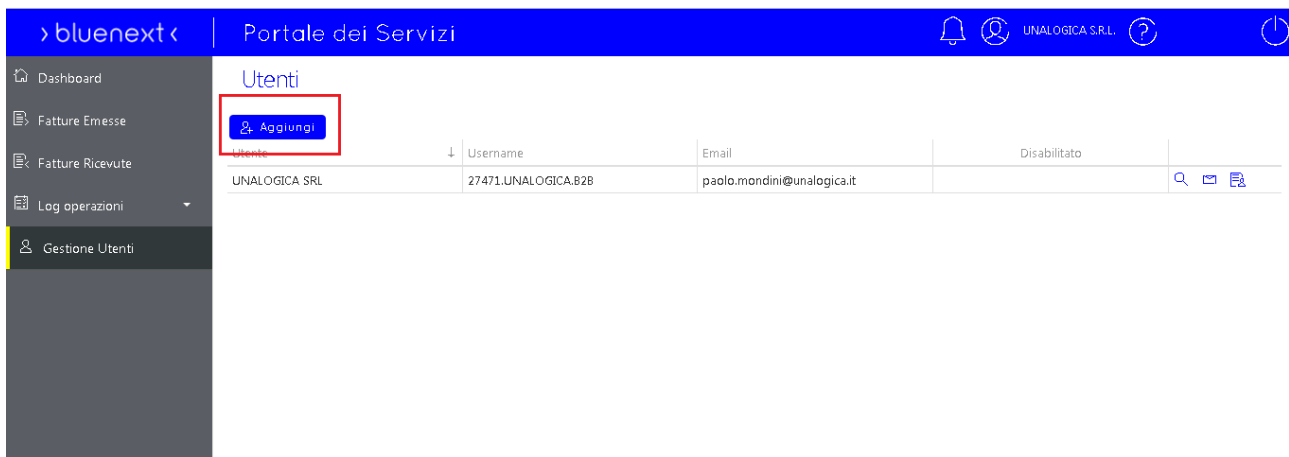 ›bluenext‹ Portale dei Servizi UNALOGICA S.R.L. ?
Dashboard
Fatture Emesse
Fatture Ricevute
Log operazioni
Gestione Utenti
Utenti
Aggiungi
Utente ↓ Username Email Disabilitato
UNALOGICA SRL 27471.UNALOGICA.B2B paolo.mondini@unalogica.it